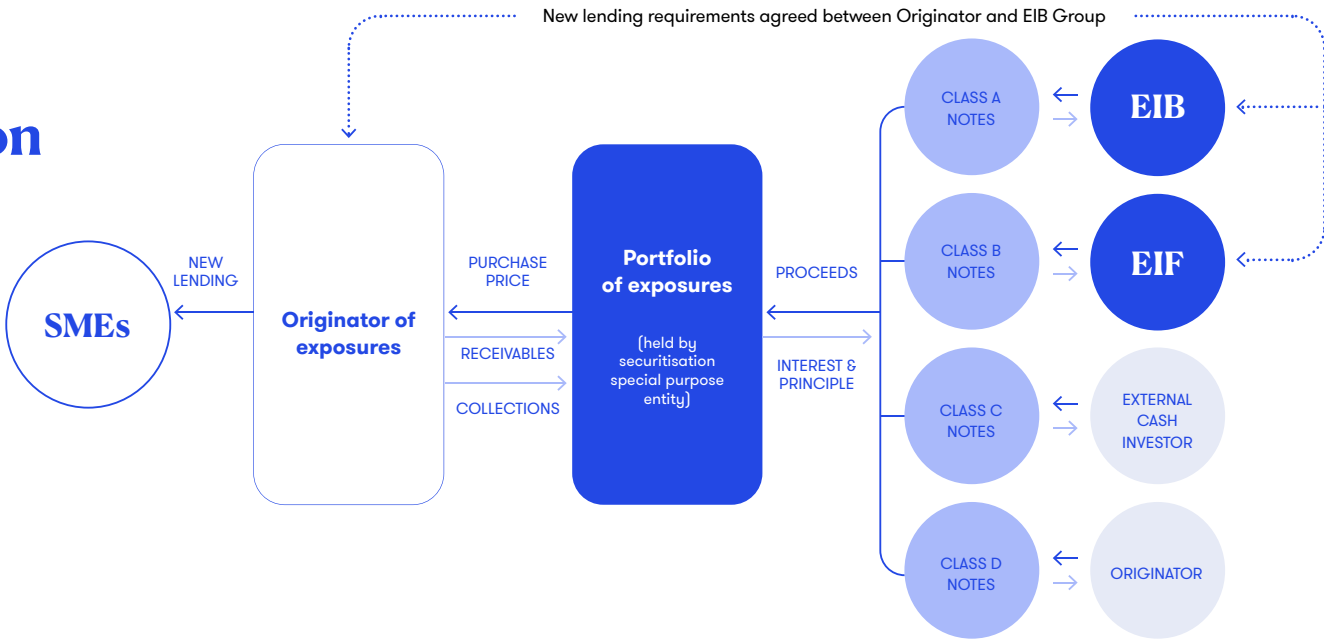 New lending requirements agreed between Originator and EIB Group
on
SMEs
NEW
LENDING
Originator of
exposures
PURCHASE
PRICE
RECEIVABLES
COLLECTIONS
Portfolio
of exposures
(held by
securitisation
special purpose
entity)
PROCEEDS
INTEREST &
PRINCIPLE
CLASS A
NOTES
EIB
CLASS B
NOTES
EIF
CLASS C
NOTES
EXTERNAL
CASH
INVESTOR
CLASS D
NOTES
ORIGINATOR